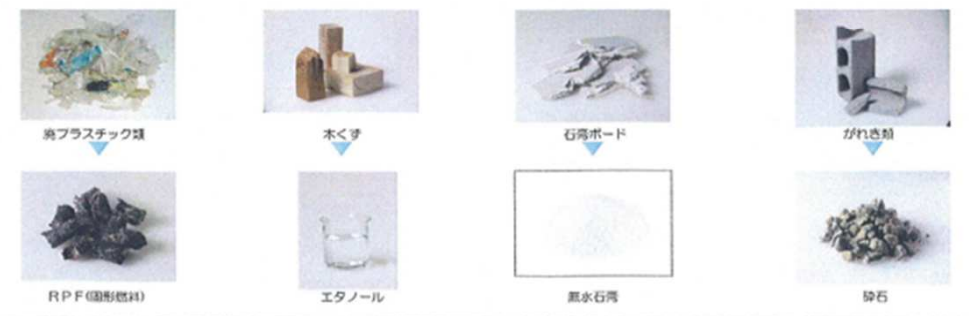 廃プラスチック類
木くず
石膏ボード
がれき類
RPF(固形燃料)
エタノール
無水石膏
砕石